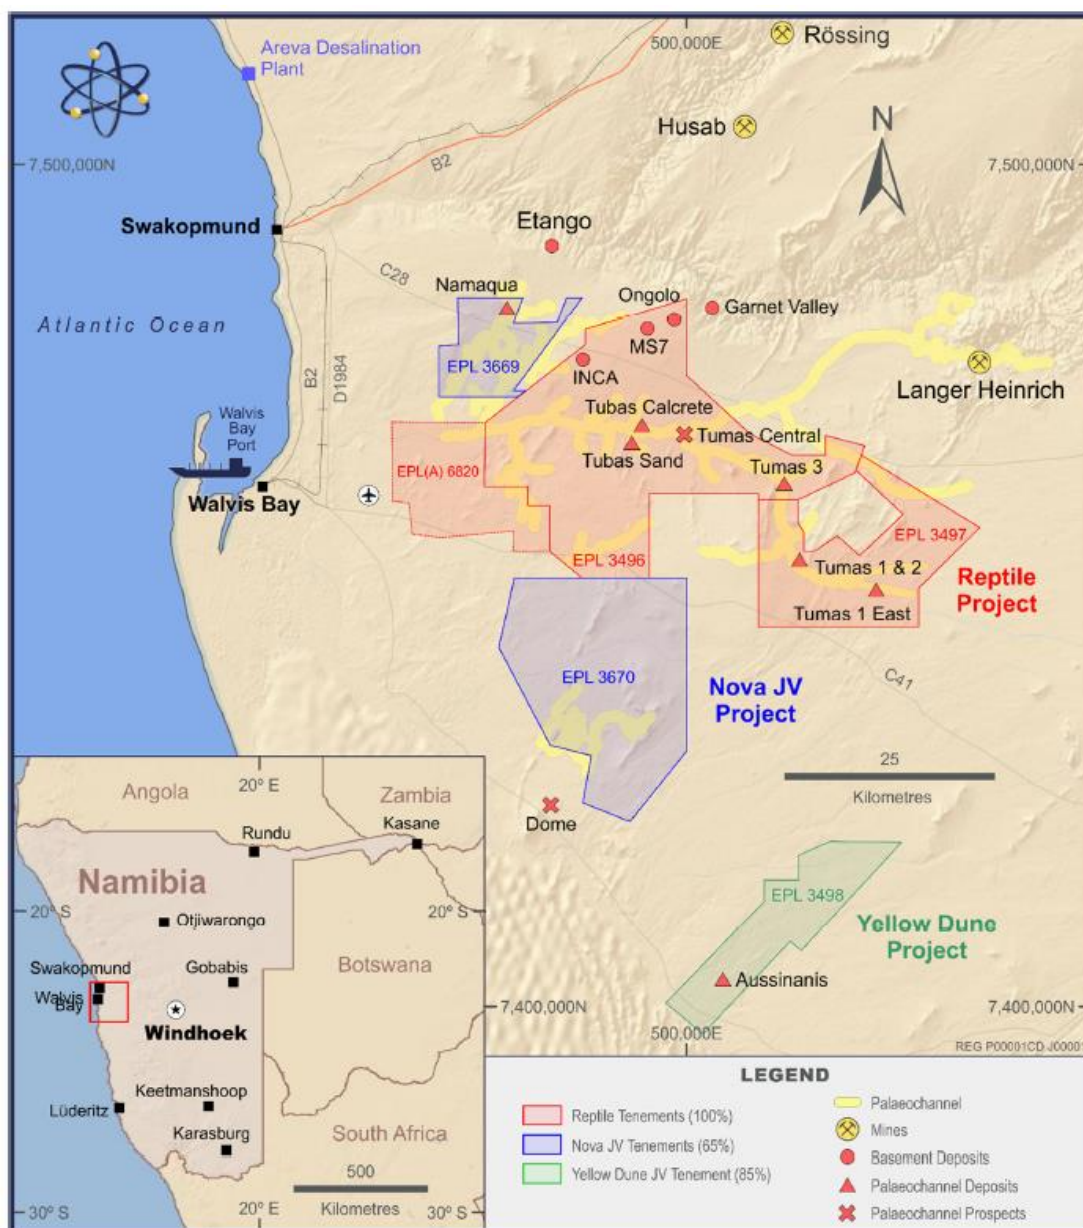 Areva Desalination
Plant
500,000E
Rössing
Husab
N
7,500,000N
7,500,000N
B2
Swakopmund
Etango
C28
Namaqua
Ongolo
Garnet Valley
Atlantic Ocean
MS7
B2
D1984
EPL 3669
INCA
Langer Heinrich
Tubas Calcrete
Walvis
Bay
Port
Tumas Central
EPL(A) 6820
Tubas Sand
Tumas 3
Walvis Bay
EPL 3497
EPL 3496
Tumas 1 & 2
Reptile
Project
Tumas 1 East
EPL 3670
Nova JV
Project
C41
25
Kilometres
Dome
EPL 3498
Yellow Dune
Project
Aussinanis
7,400,000N
7,400,000N
500,000E
REG P00001CD J00001
20° E
Angola
Zambia
Rundu
Kasane
Namibia
20° S
20° S
Otjiwarongo
Swakopmund
Gobabis
Botswana
Walvis
Bay
Windhoek
Keetmanshoop
Lüderitz
Karasburg
South Africa
500
Kilometres
30° S
30° S
LEGEND
Reptile Tenements (100%)
Nova JV Tenements (65%)
Yellow Dune JV Tenement (85%)
Palaeochannel
Mines
Basement Deposits
Palaeochannel Deposits
Palaeochannel Prospects